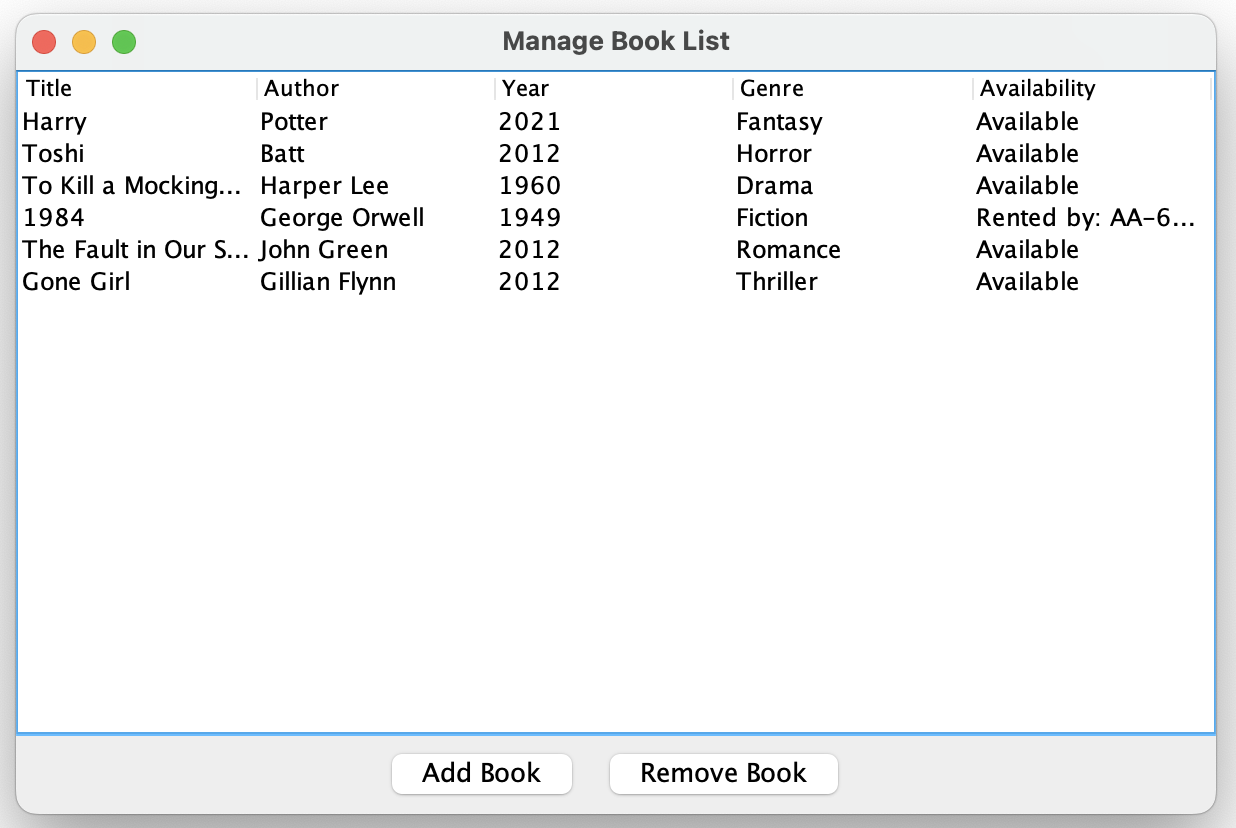 Manage Book List
Title Author Year Genre Availability
Harry Potter 2021 Fantasy Available
Toshi Batt 2012 Horror Available
To Kill a Mocking... Harper Lee 1960 Drama Available
1984 George Orwell 1949 Fiction Rented by: AA-6...
The Fault in Our S... John Green 2012 Romance Available
Gone Girl Gillian Flynn 2012 Thriller Available
Add Book Remove Book